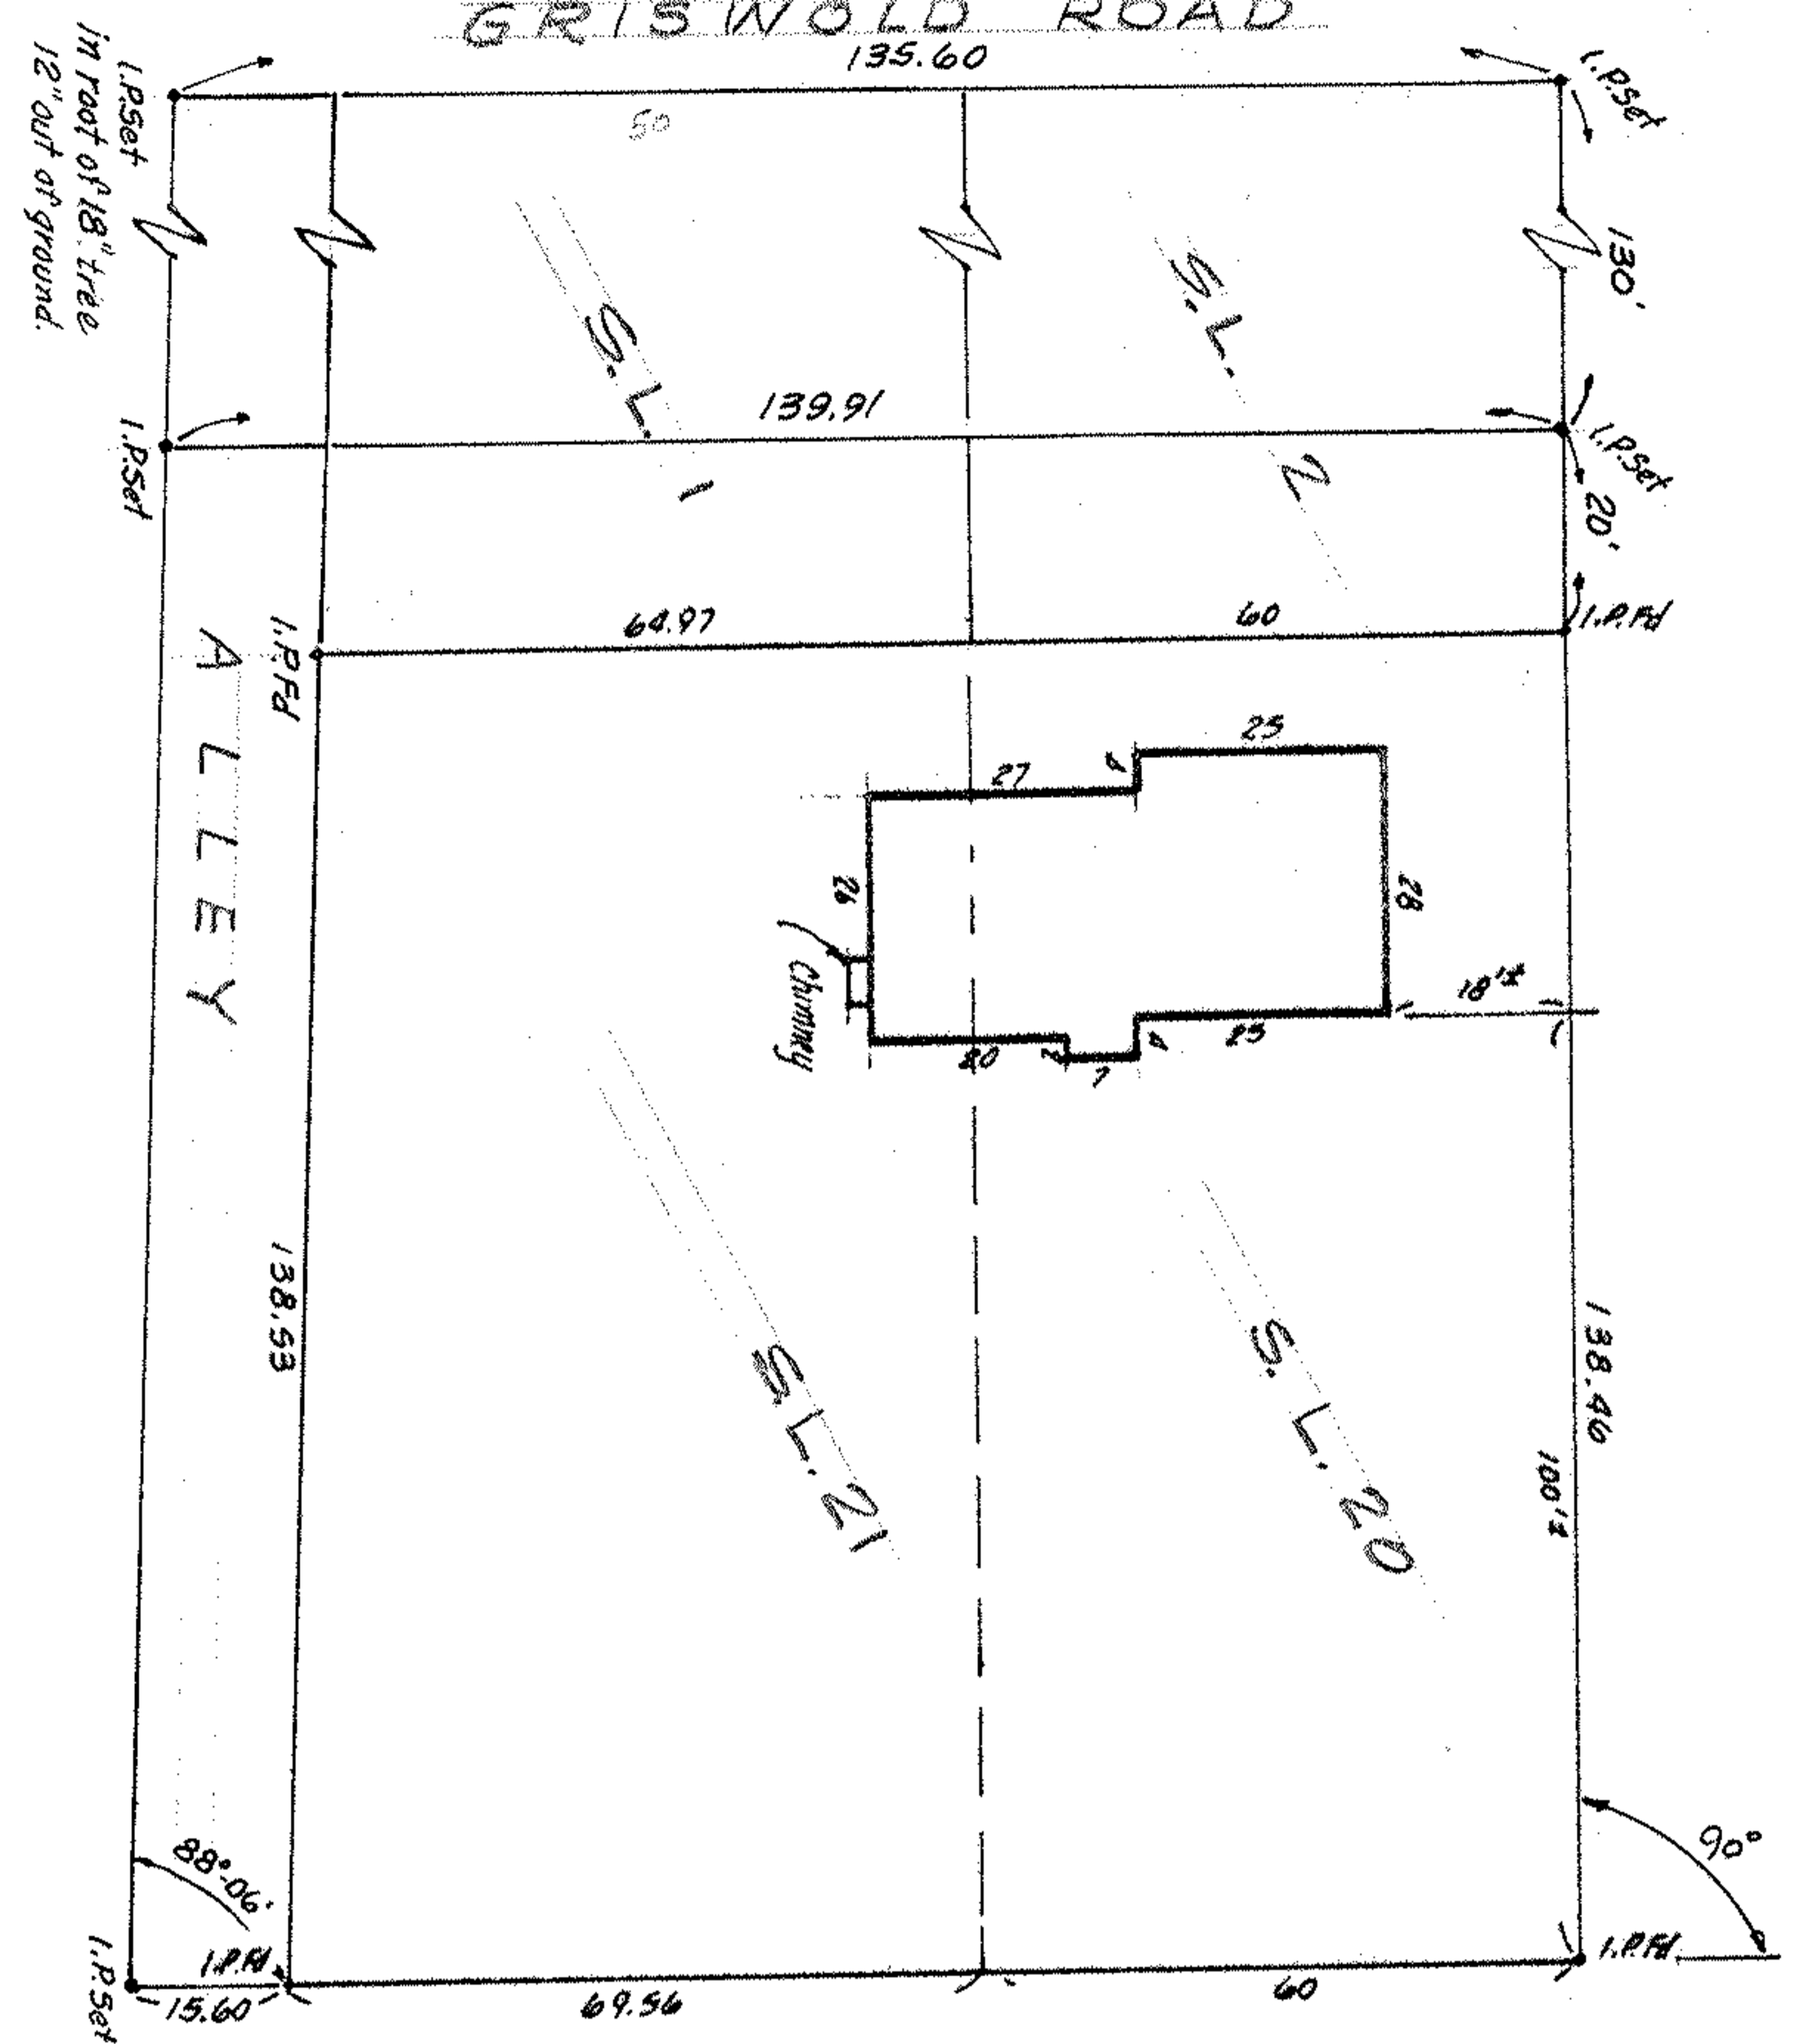 GRISWOLD ROAD
135.60
I.P.Set
in root of 18" tree
12" out of ground.
I.P.Set
50
130'
S.L. 1
S.L. 2
139.91
I.P.Set
I.P.Set
20'
64.97
60
I.P.Fd
I.P.Fd
ALLEY
25
27
4
26
28
Chimney
18'±
20
2
7
4
25
138.53
138.46
100'±
S.L. 21
S.L. 20
90°
88°-06'
I.P.Set
I.P.Fd
I.P.Fd
15.60
69.56
60